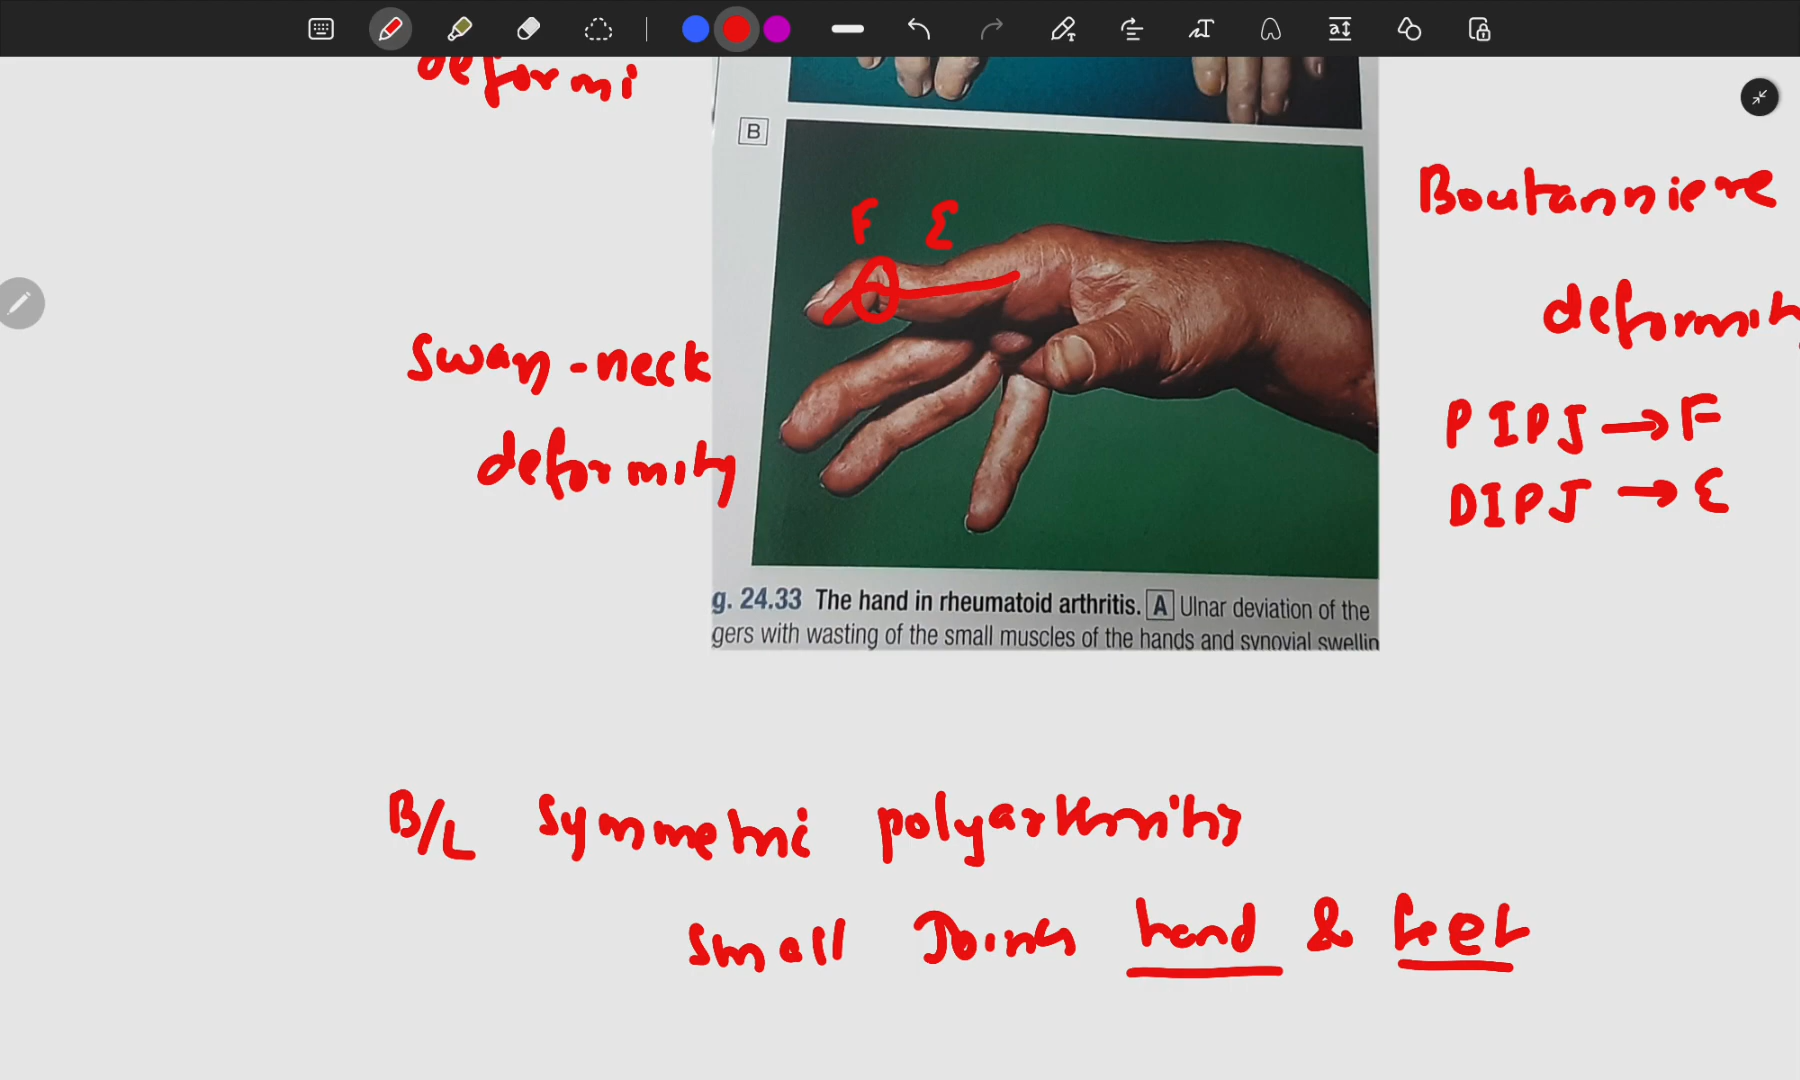 deformi
B
F Ɛ
Boutanniere
deformity
Swan-neck
deformity
PIPJ → F
DIPJ → Ɛ
g. 24.33 The hand in rheumatoid arthritis. A Ulnar deviation of the
gers with wasting of the small muscles of the hands and synovial swellin
B/L Symmetric polyarthritis
Small Joints hand & feet